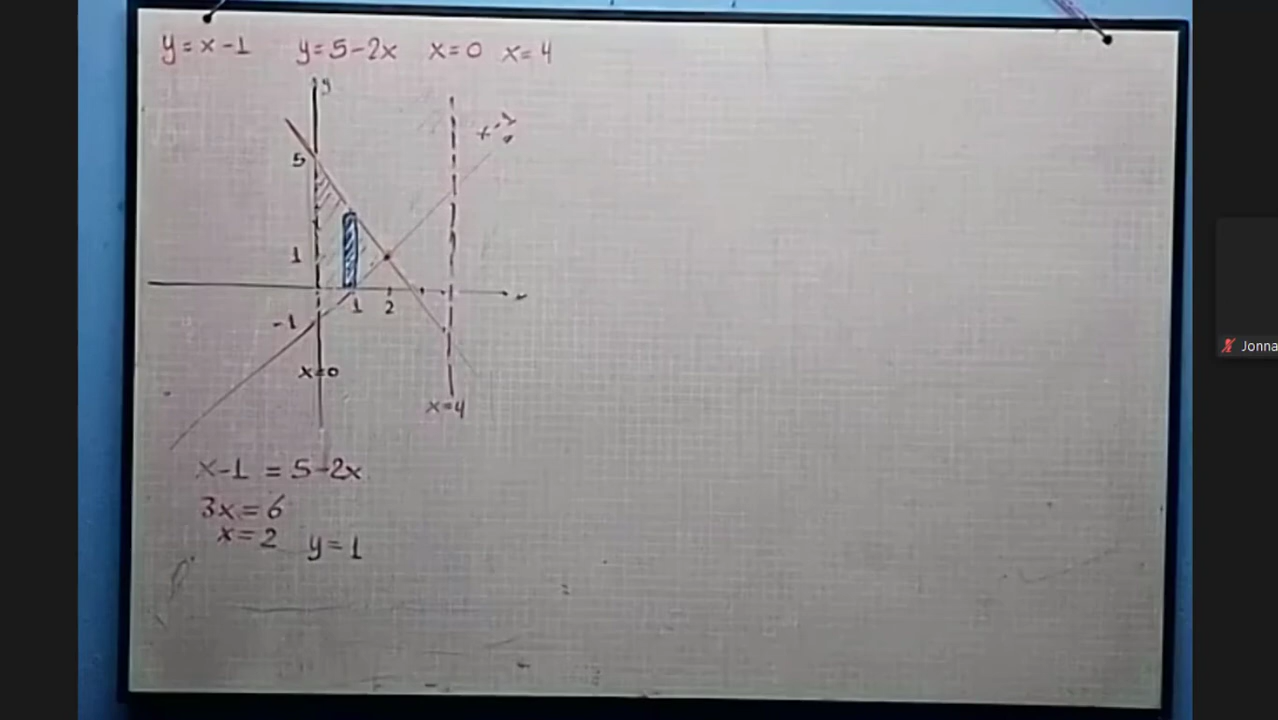 y=x-1 y=5-2x x=0 x=4
y
5
1
1 2
-1
x=0
x=4
x-1 = 5-2x
3x=6
x=2 y=1
Jonna